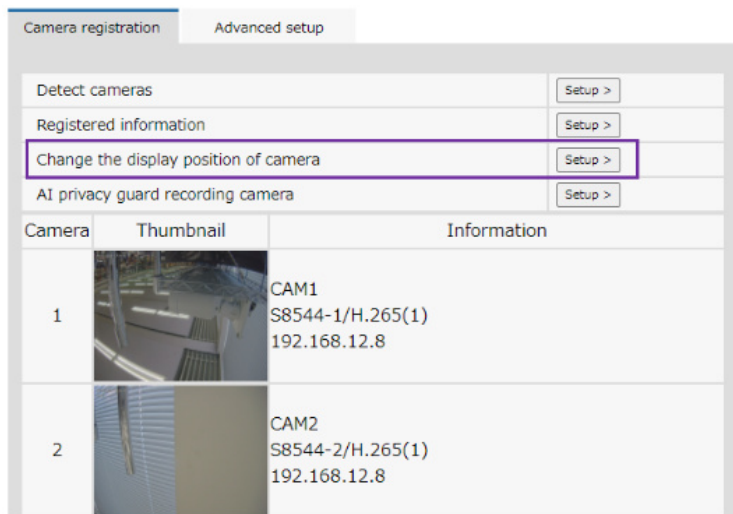 Camera registration Advanced setup
Detect cameras Setup >
Registered information Setup >
Change the display position of camera Setup >
AI privacy guard recording camera Setup >
Camera Thumbnail Information
1
CAM1
S8544-1/H.265(1)
192.168.12.8
2
CAM2
S8544-2/H.265(1)
192.168.12.8